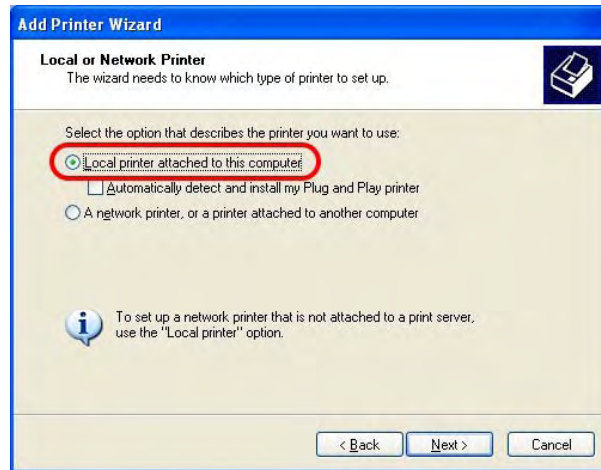 Add Printer Wizard
Local or Network Printer
The wizard needs to know which type of printer to set up.
Select the option that describes the printer you want to use:
Local printer attached to this computer
Automatically detect and install my Plug and Play printer
A network printer, or a printer attached to another computer
To set up a network printer that is not attached to a print server,
use the "Local printer" option.
< Back Next > Cancel